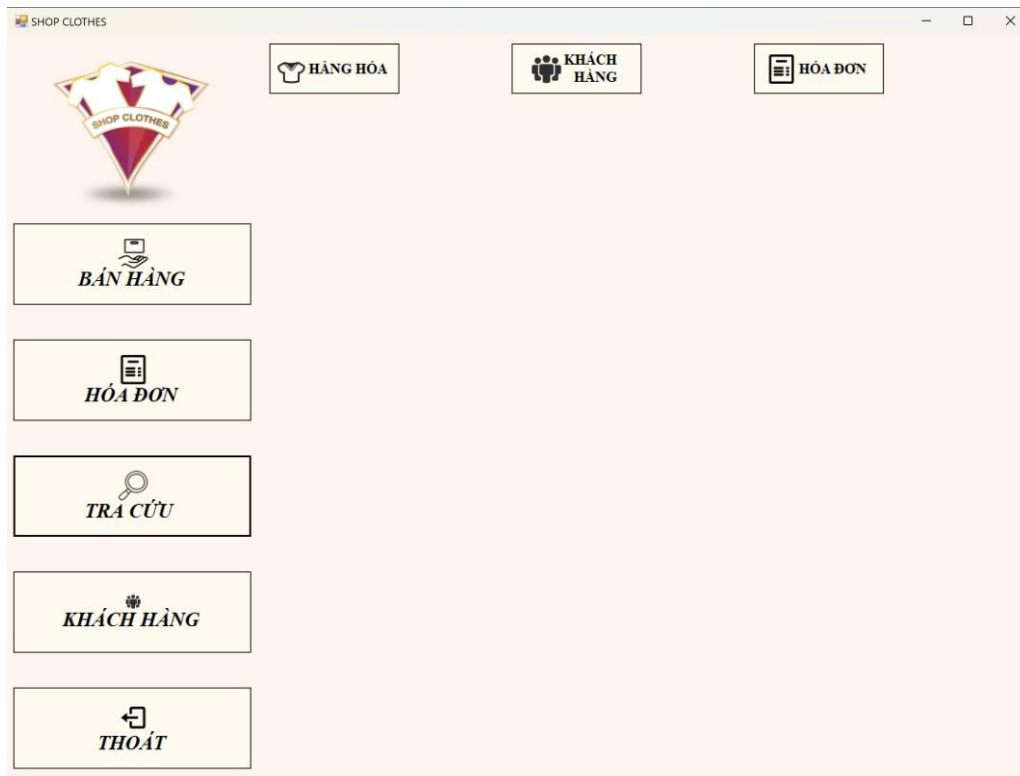 SHOP CLOTHES
HÀNG HÓA
KHÁCH
HÀNG
HÓA ĐƠN
SHOP CLOTHES
BÁN HÀNG
HÓA ĐƠN
TRA CỨU
KHÁCH HÀNG
THOÁT